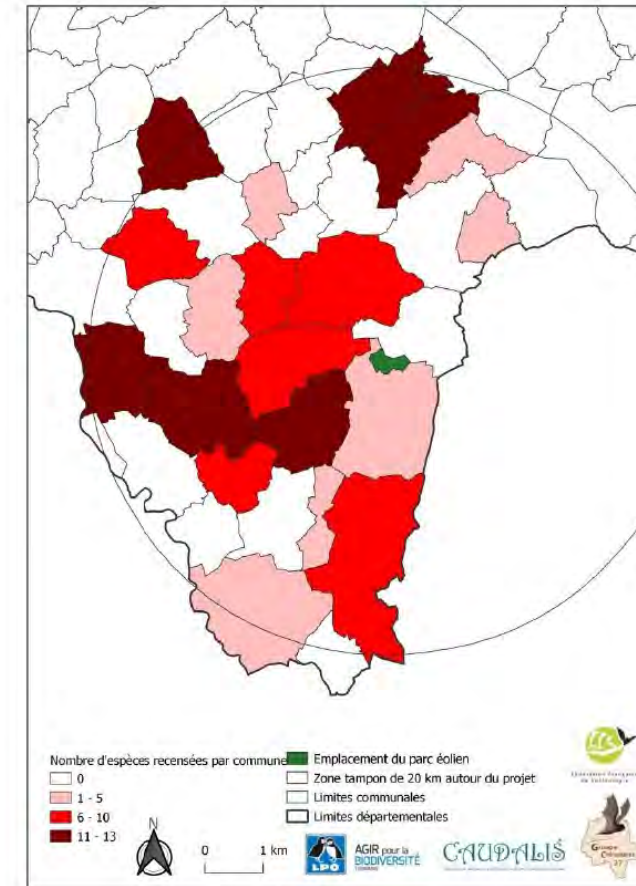 Nombre d'espèces recensées par commune
0
1 - 5
6 - 10
11 - 13
Emplacement du parc éolien
Zone tampon de 20 km autour du projet
Limites communales
Limites départementales
N
0 1 km
LPO
AGIR pour la
BIODIVERSITÉ
CAUDALIS
Groupe